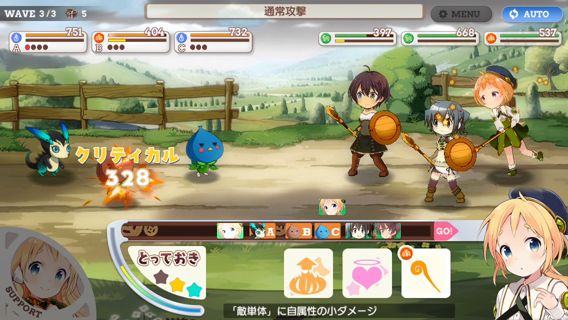 WAVE 3/3 5
通常攻撃
MENU
AUTO
751
404
732
397
668
537
A
B
C
クリティカル
328
A B C
GO!
とっておき
SUPPORT
「敵単体」に自属性の小ダメージ